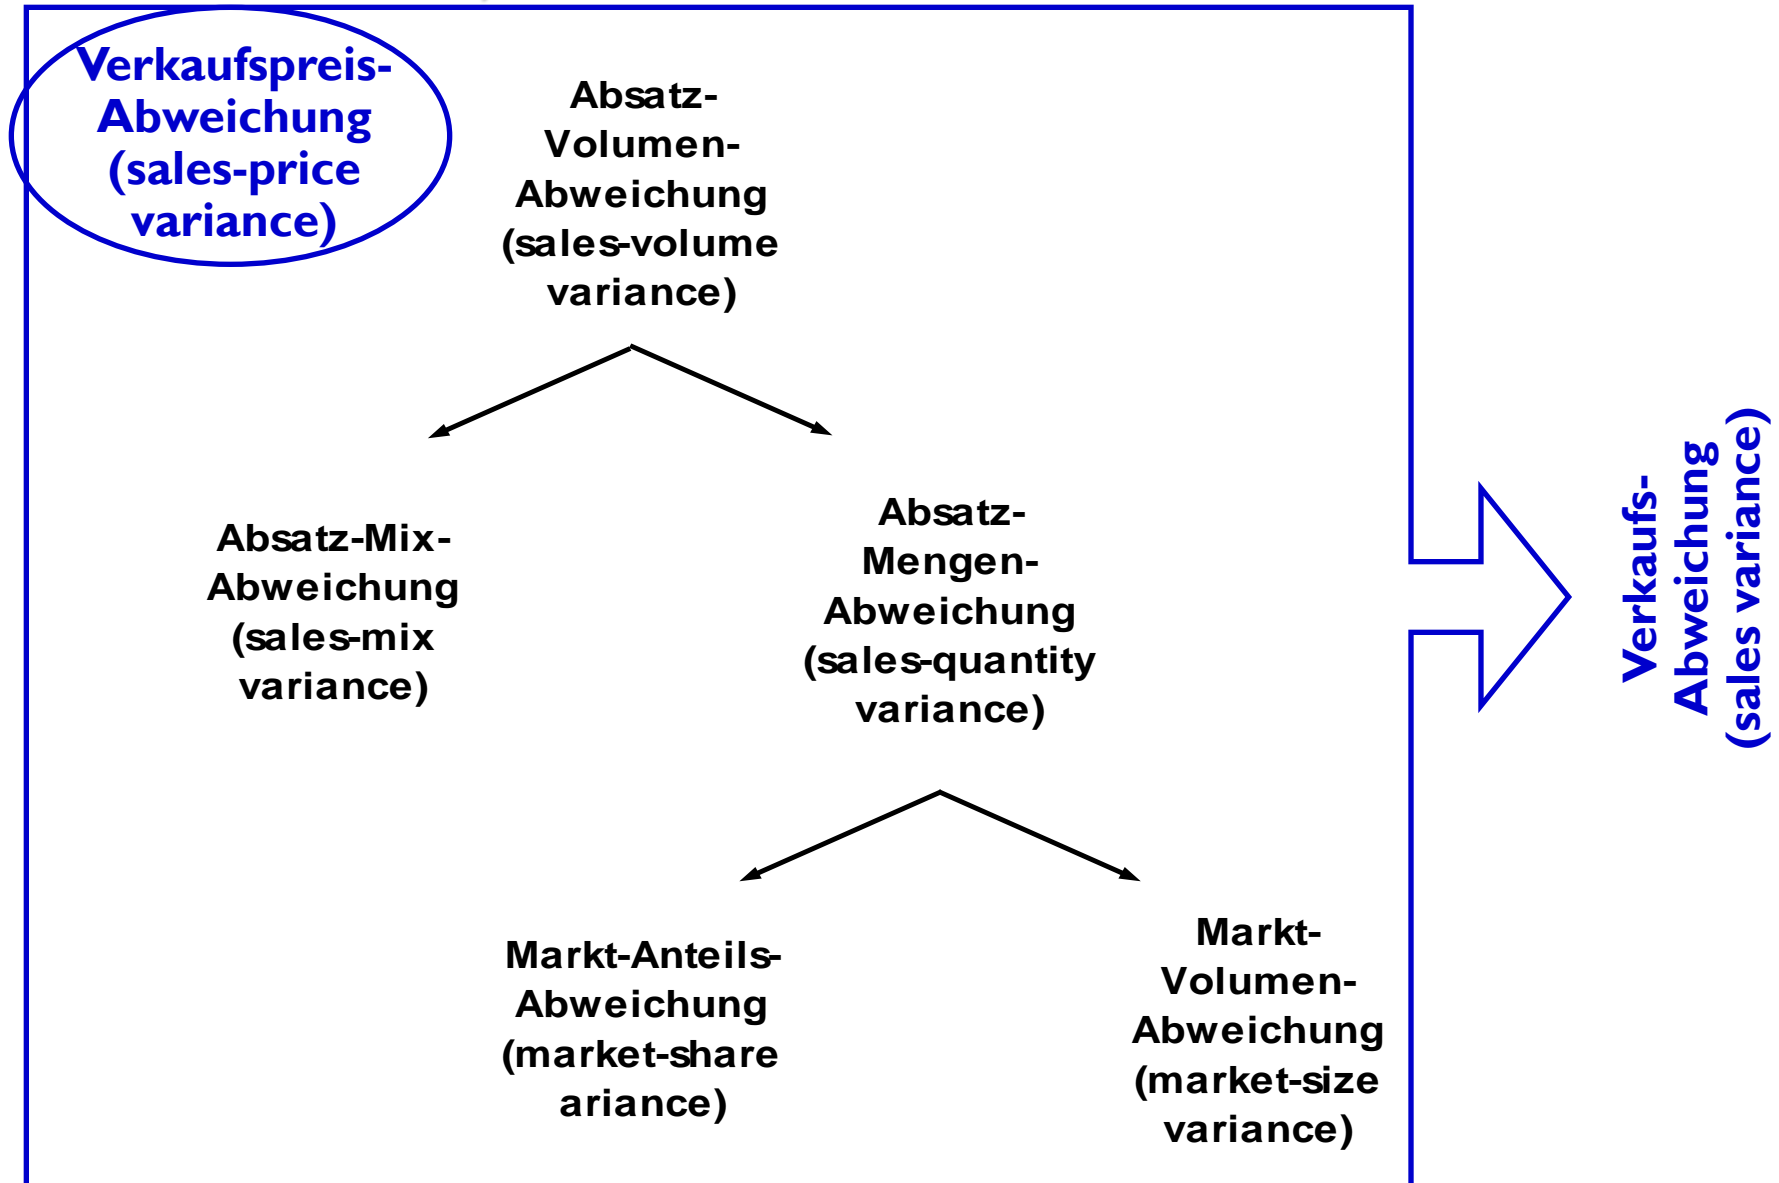 Verkaufspreis-
Abweichung
(sales-price
variance)
Absatz-
Volumen-
Abweichung
(sales-volume
variance)
Absatz-Mix-
Abweichung
(sales-mix
variance)
Absatz-
Mengen-
Abweichung
(sales-quantity
variance)
Markt-Anteils-
Abweichung
(market-share
ariance)
Markt-
Volumen-
Abweichung
(market-size
variance)
Verkaufs-
Abweichung
(sales variance)